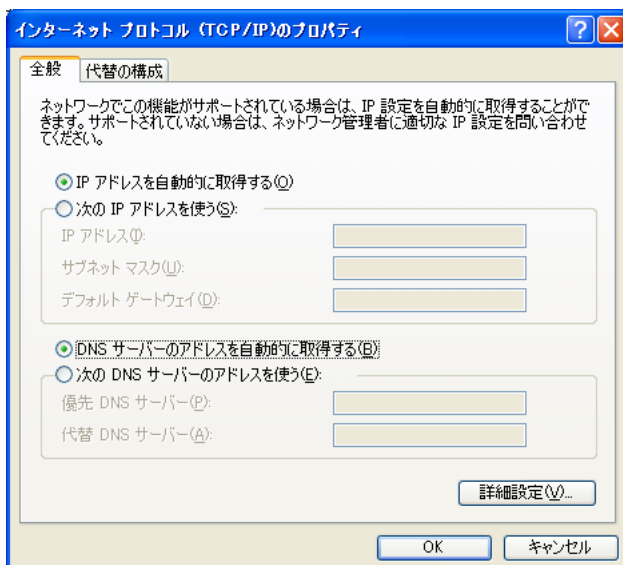 インターネット プロトコル (TCP/IP)のプロパティ
全般
代替の構成
ネットワークでこの機能がサポートされている場合は、IP 設定を自動的に取得することがで
きます。サポートされていない場合は、ネットワーク管理者に適切な IP 設定を問い合わせ
てください。
IP アドレスを自動的に取得する(O)
次の IP アドレスを使う(S):
IP アドレス(I):
サブネット マスク(U):
デフォルト ゲートウェイ(D):
DNS サーバーのアドレスを自動的に取得する(B)
次の DNS サーバーのアドレスを使う(E):
優先 DNS サーバー(P):
代替 DNS サーバー(A):
詳細設定(V)...
OK
キャンセル